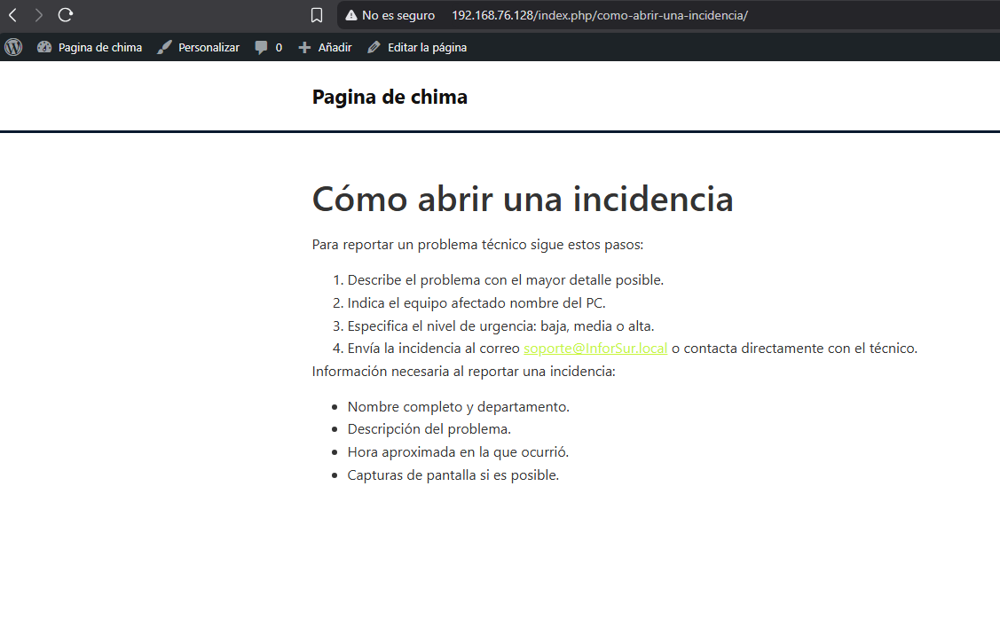 No es seguro 192.168.76.128/index.php/como-abrir-una-incidencia/
Pagina de chima Personalizar 0 Añadir Editar la página
Pagina de chima
Cómo abrir una incidencia
Para reportar un problema técnico sigue estos pasos:
1. Describe el problema con el mayor detalle posible.
2. Indica el equipo afectado nombre del PC.
3. Especifica el nivel de urgencia: baja, media o alta.
4. Envía la incidencia al correo soporte@InforSur.local o contacta directamente con el técnico.
Información necesaria al reportar una incidencia:
• Nombre completo y departamento.
• Descripción del problema.
• Hora aproximada en la que ocurrió.
• Capturas de pantalla si es posible.